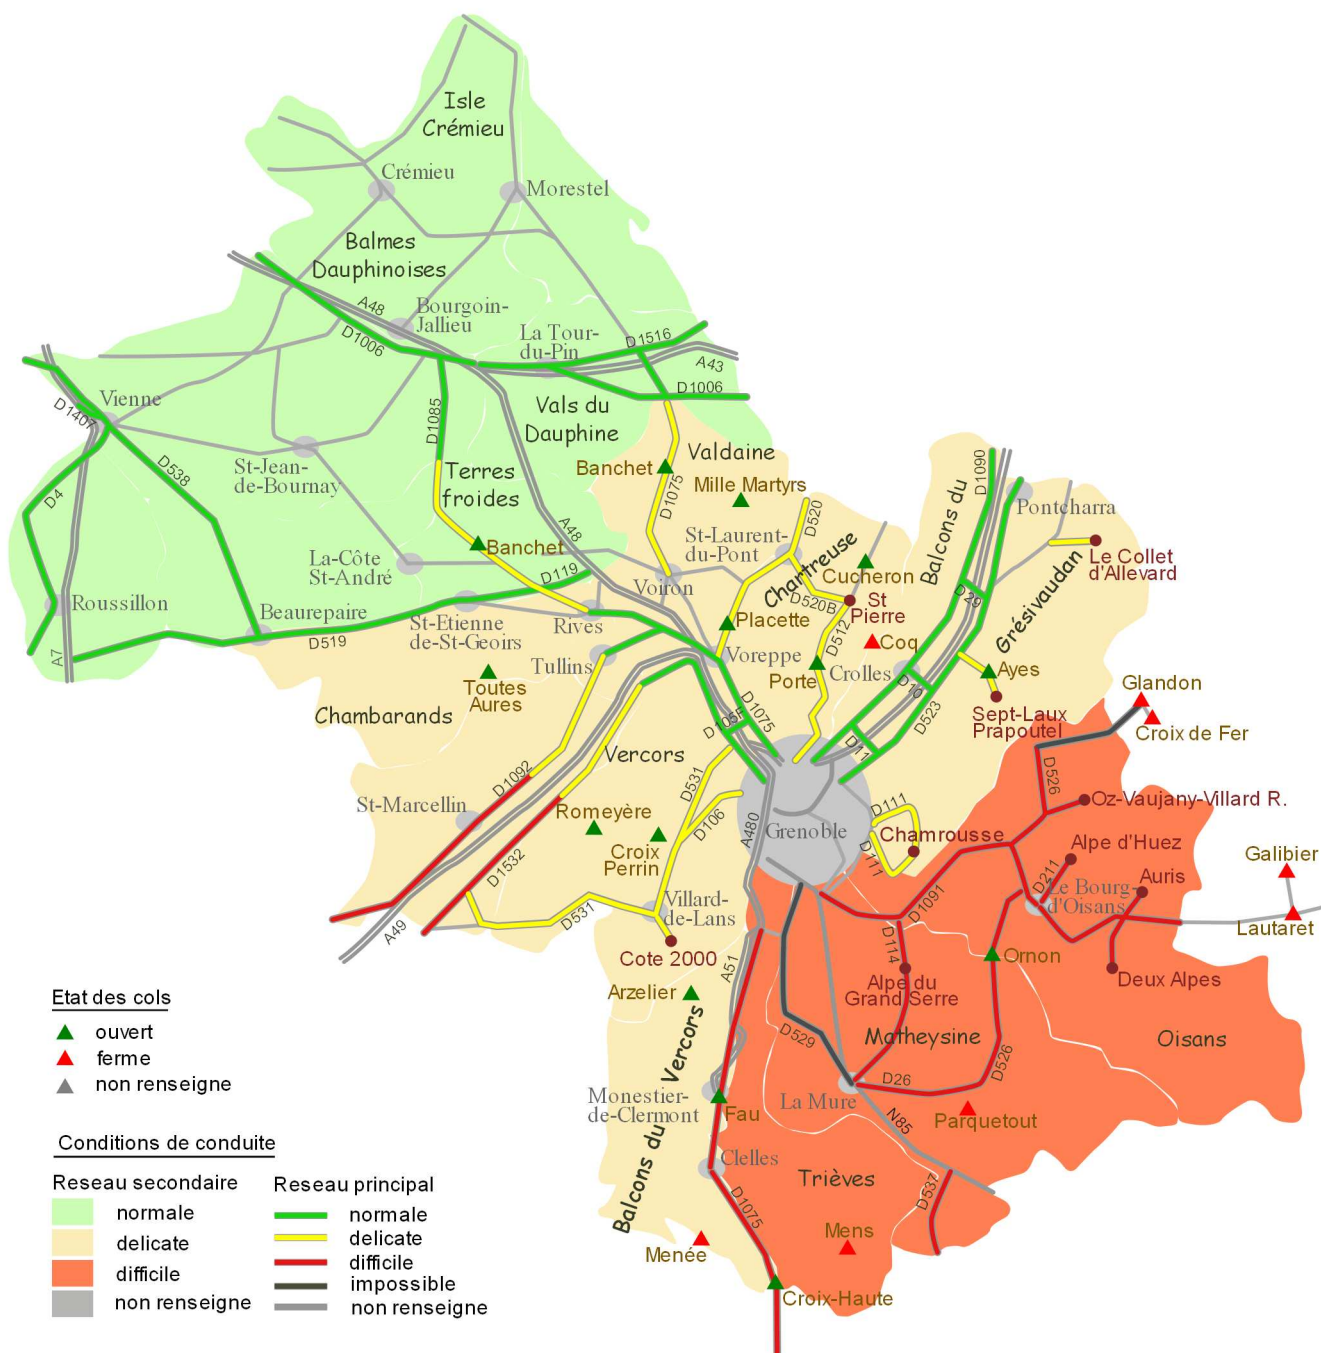 Isle
Crémieu
Crémieu
Morestel
Balmes
Dauphinoises
A48
Bourgoin-
Jallieu
D1006
La Tour-
du-Pin
D1516
A43
D1006
Vienne
D1407
D1085
Vals du
Dauphine
D538
D4
St-Jean-
de-Bournay
Terres
froides
Banchet
Valdaine
Mille Martyrs
D1075
D520
D1090
Balcons du
Grésivaudan
Pontcharra
Le Collet
d'Allevard
A48
St-Laurent-
du-Pont
Chartreuse
Cucheron
Banchet
La-Côte
St-André
D119
Voiron
D520B
St
Pierre
D29
Roussillon
Beaurepaire
D519
St-Etienne
de-St-Geoirs
Rives
Placette
D512
Coq
A7
Tullins
Voreppe
Porte
Crolles
D10
Ayes
Toutes
Aures
Sept-Laux
Prapoutel
Glandon
Croix de Fer
Chambarands
D1055
D1075
D11
D523
Vercors
D1092
D531
D526
St-Marcellin
Romeyère
D106
A480
Grenoble
D111
D111
Chamrousse
Oz-Vaujany-Villard R.
Croix
Perrin
D1532
Alpe d'Huez
D211
Auris
Galibier
Le Bourg-
d'Oisans
Villard-
de-Lans
D531
A49
D1091
Lautaret
Cote 2000
A51
D114
Ornon
Alpe du
Grand Serre
Deux Alpes
Arzelier
D529
Matheysine
Oisans
D526
D26
Monestier-
de-Clermont
Fau
La Mure
N85
Parquetout
Balcons du Vercors
Clelles
Trièves
D537
D1075
Menée
Mens
Croix-Haute
Etat des cols
ouvert
ferme
non renseigne
Conditions de conduite
Reseau secondaire
normale
delicate
difficile
non renseigne
Reseau principal
normale
delicate
difficile
impossible
non renseigne